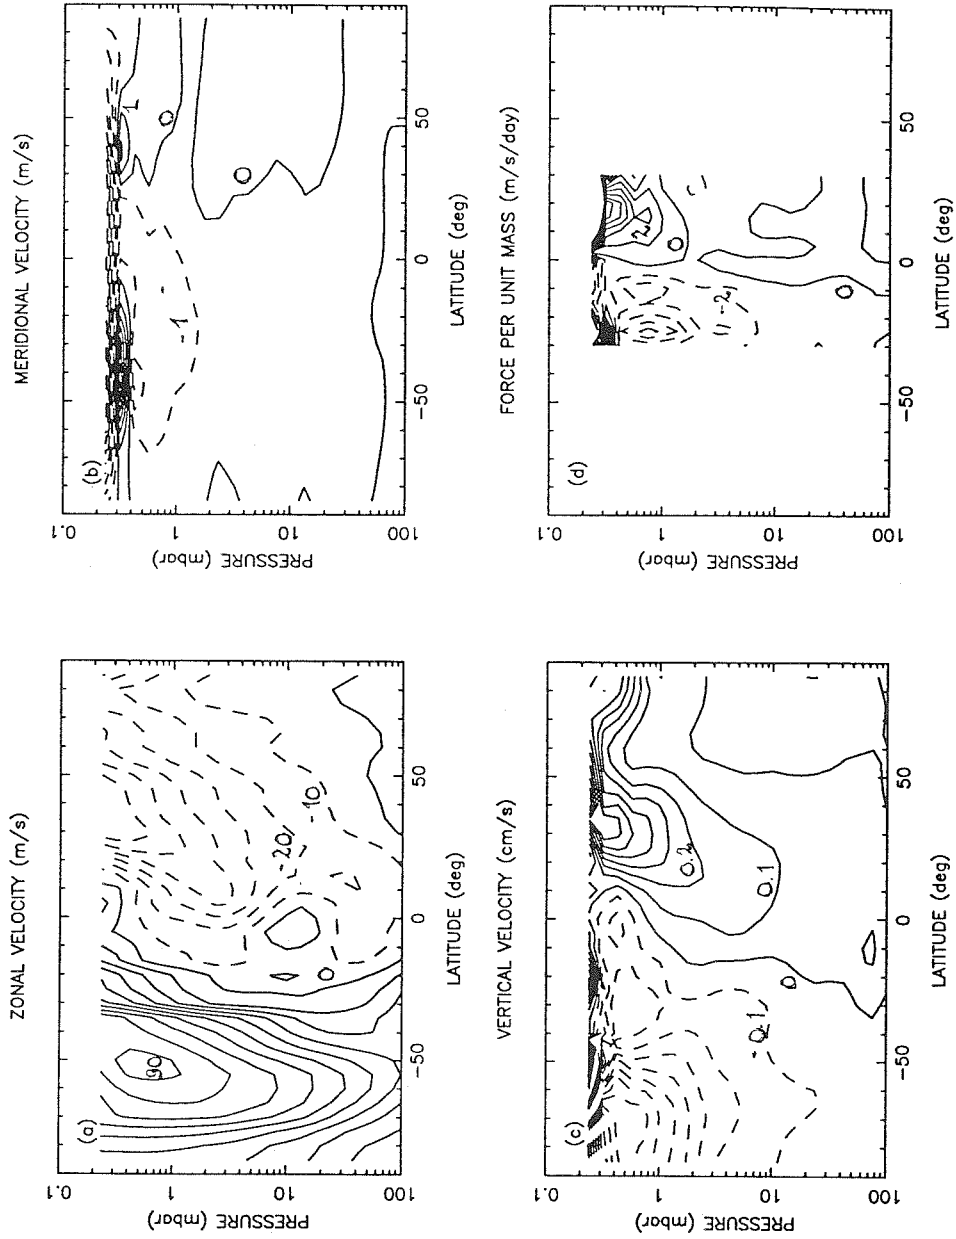 ZONAL VELOCITY (m/s)
(a)
0.1
1
10
100
PRESSURE (mbar)
90
-20
-10
0
-50
0
50
LATITUDE (deg)
MERIDIONAL VELOCITY (m/s)
(b)
0.1
1
10
100
PRESSURE (mbar)
1
0
-1
0
-50
0
50
LATITUDE (deg)
VERTICAL VELOCITY (cm/s)
(c)
0.1
1
10
100
PRESSURE (mbar)
0.2
0.1
-0.1
0
-50
0
50
LATITUDE (deg)
FORCE PER UNIT MASS (m/s/day)
(d)
0.1
1
10
100
PRESSURE (mbar)
2
0
-2
0
-50
0
50
LATITUDE (deg)